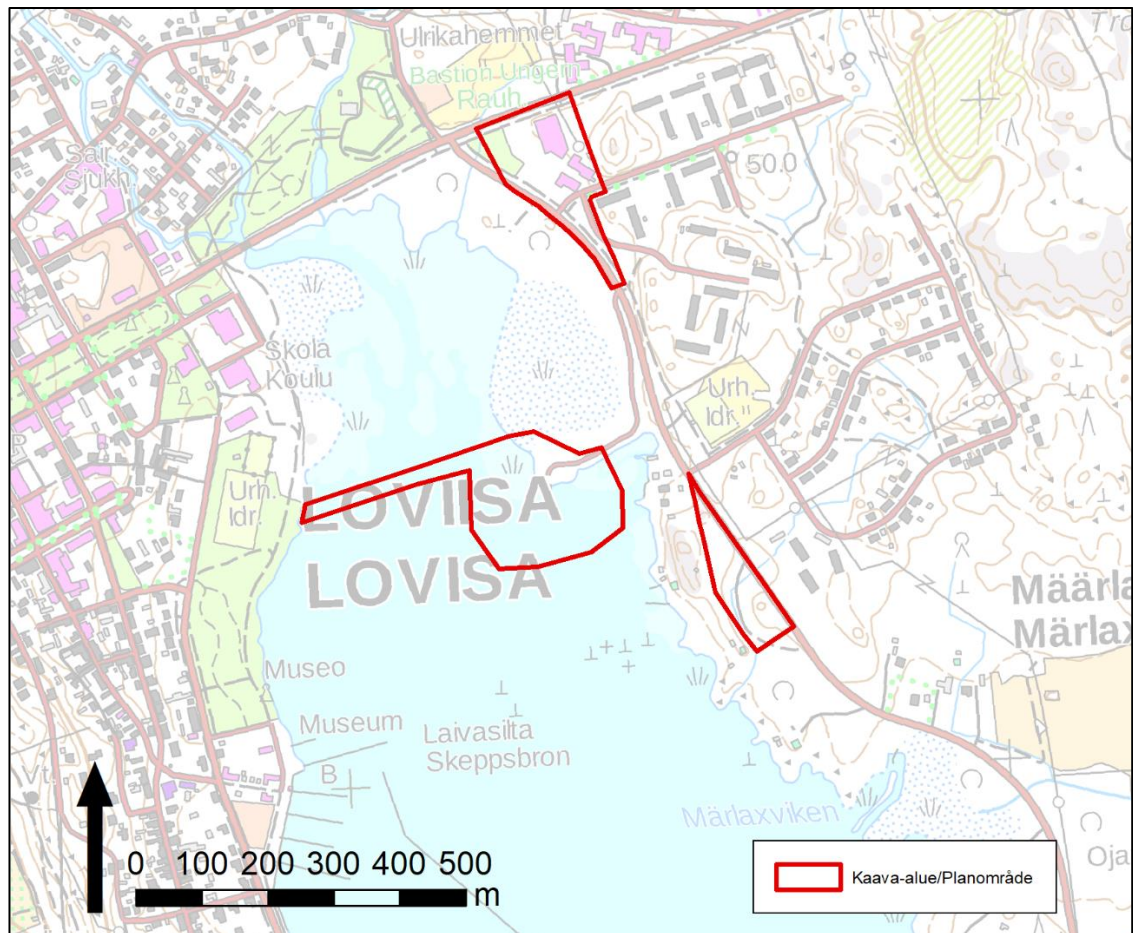 Ulrikahemmet
Bastion Ungern
Rauh.
Sair.
Sjukh.
50.0
Skola
Koulu
Urh.
Idr.
Urh.
Idr.
LOVIISA
LOVISA
Museo
Museum
B
Laivasilta
Skeppsbron
Märlaxviken
Määrla
Märlax
Oja
Vt.
0 100 200 300 400 500
m
Kaava-alue/Planområde